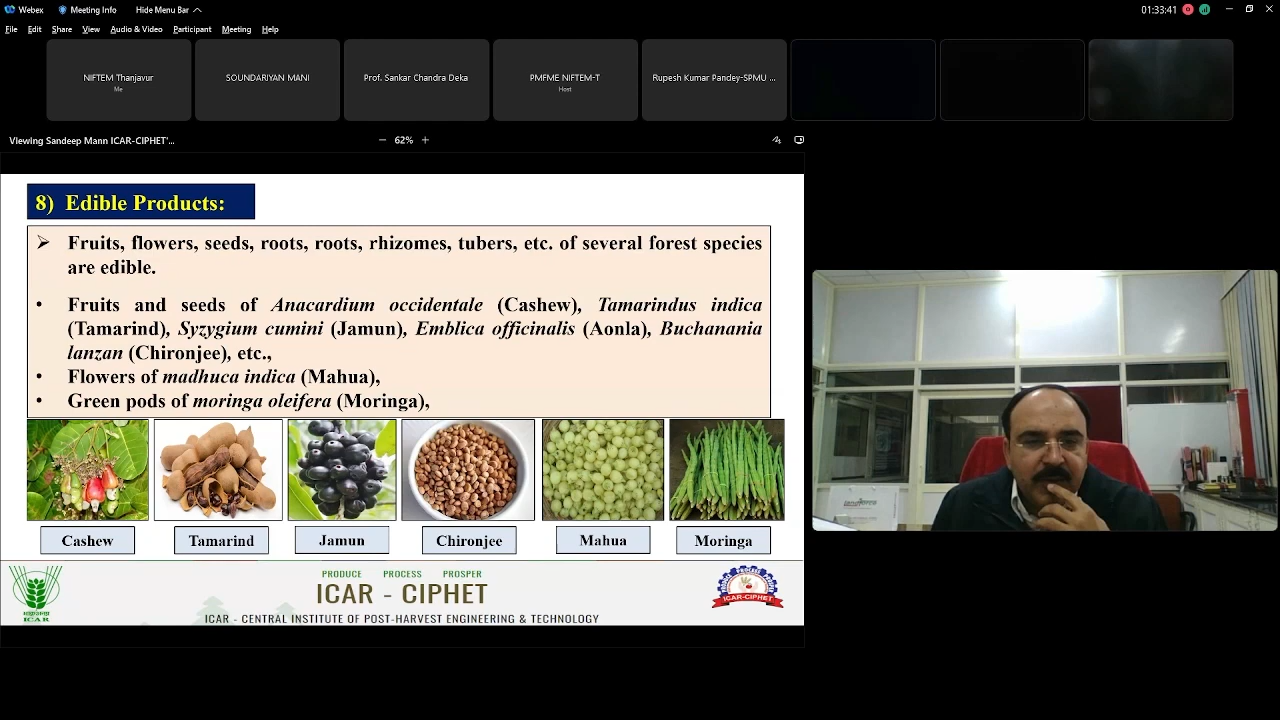 Webex
Meeting Info
Hide Menu Bar
01:33:41
File Edit Share View Audio & Video Participant Meeting Help
NIFTEM Thanjavur
Me
SOUNDARIYAN MANI
Prof. Sankar Chandra Deka
PMFME NIFTEM-T
Host
Rupesh Kumar Pandey-SPMU ...
Viewing Sandeep Mann ICAR-CIPHET'...
62%
8) Edible Products:
Fruits, flowers, seeds, roots, roots, rhizomes, tubers, etc. of several forest species
are edible.
Fruits and seeds of Anacardium occidentale (Cashew), Tamarindus indica
(Tamarind), Syzygium cumini (Jamun), Emblica officinalis (Aonla), Buchanania
lanzan (Chironjee), etc.,
Flowers of madhuca indica (Mahua),
Green pods of moringa oleifera (Moringa),
Cashew
Tamarind
Jamun
Chironjee
Mahua
Moringa
PRODUCE PROCESS PROSPER
ICAR - CIPHET
ICAR - CENTRAL INSTITUTE OF POST-HARVEST ENGINEERING & TECHNOLOGY
ICAR
ICAR-CIPHET